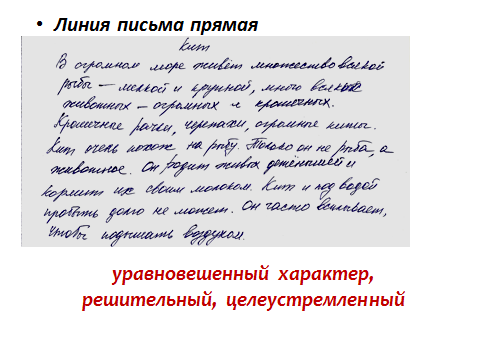 • Линия письма прямая
Кит
В огромном море живёт множество всякой
рыбы – мелкой и крупной, много всяких
животных – огромных и крошечных.
Крошечные рачки, черепахи, огромные киты.
Кит очень похож на рыбу. Только он не рыба, а
животное. Он родит живых детёнышей и
кормит их своим молоком. Кит и под водой
пробыть долго не может. Он часто всплывает,
чтобы подышать воздухом.
уравновешенный характер,
решительный, целеустремленный